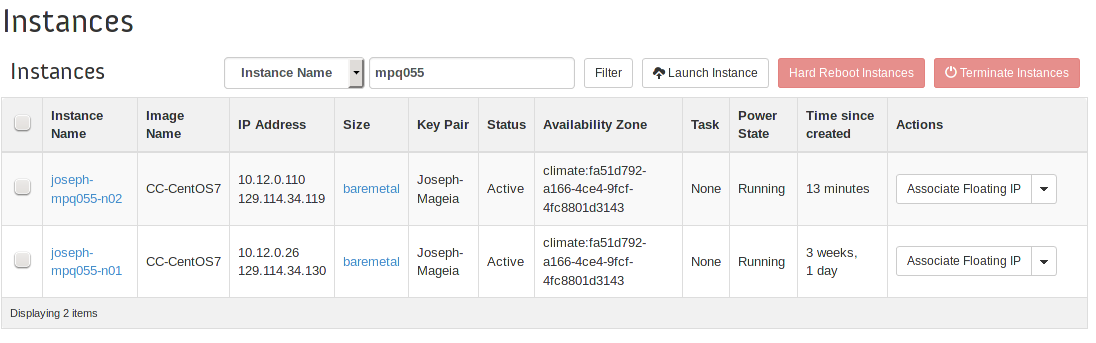 Instances
Instances
Instance Name
mpq055
Filter
Launch Instance
Hard Reboot Instances
Terminate Instances
Instance Name
Image Name
IP Address
Size
Key Pair
Status
Availability Zone
Task
Power State
Time since created
Actions
joseph-
mpq055-n02
CC-CentOS7
10.12.0.110
129.114.34.119
baremetal
Joseph-
Mageia
Active
climate:fa51d792-
a166-4ce4-9fcf-
4fc8801d3143
None
Running
13 minutes
Associate Floating IP
joseph-
mpq055-n01
CC-CentOS7
10.12.0.26
129.114.34.130
baremetal
Joseph-
Mageia
Active
climate:fa51d792-
a166-4ce4-9fcf-
4fc8801d3143
None
Running
3 weeks,
1 day
Associate Floating IP
Displaying 2 items